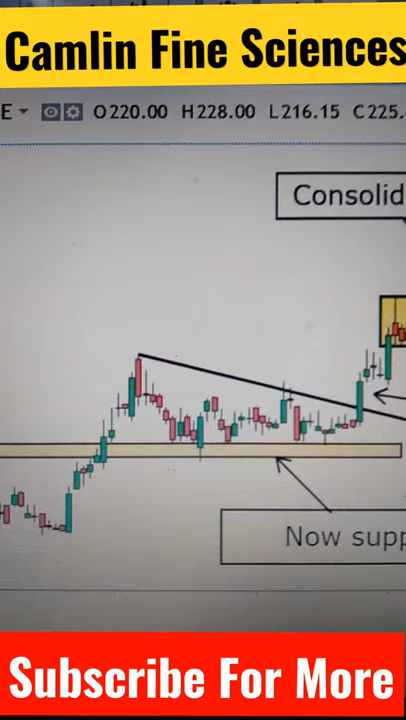 Camlin Fine Sciences
E O220.00 H228.00 L216.15 C225.
Consolid
Now supp
Subscribe For More